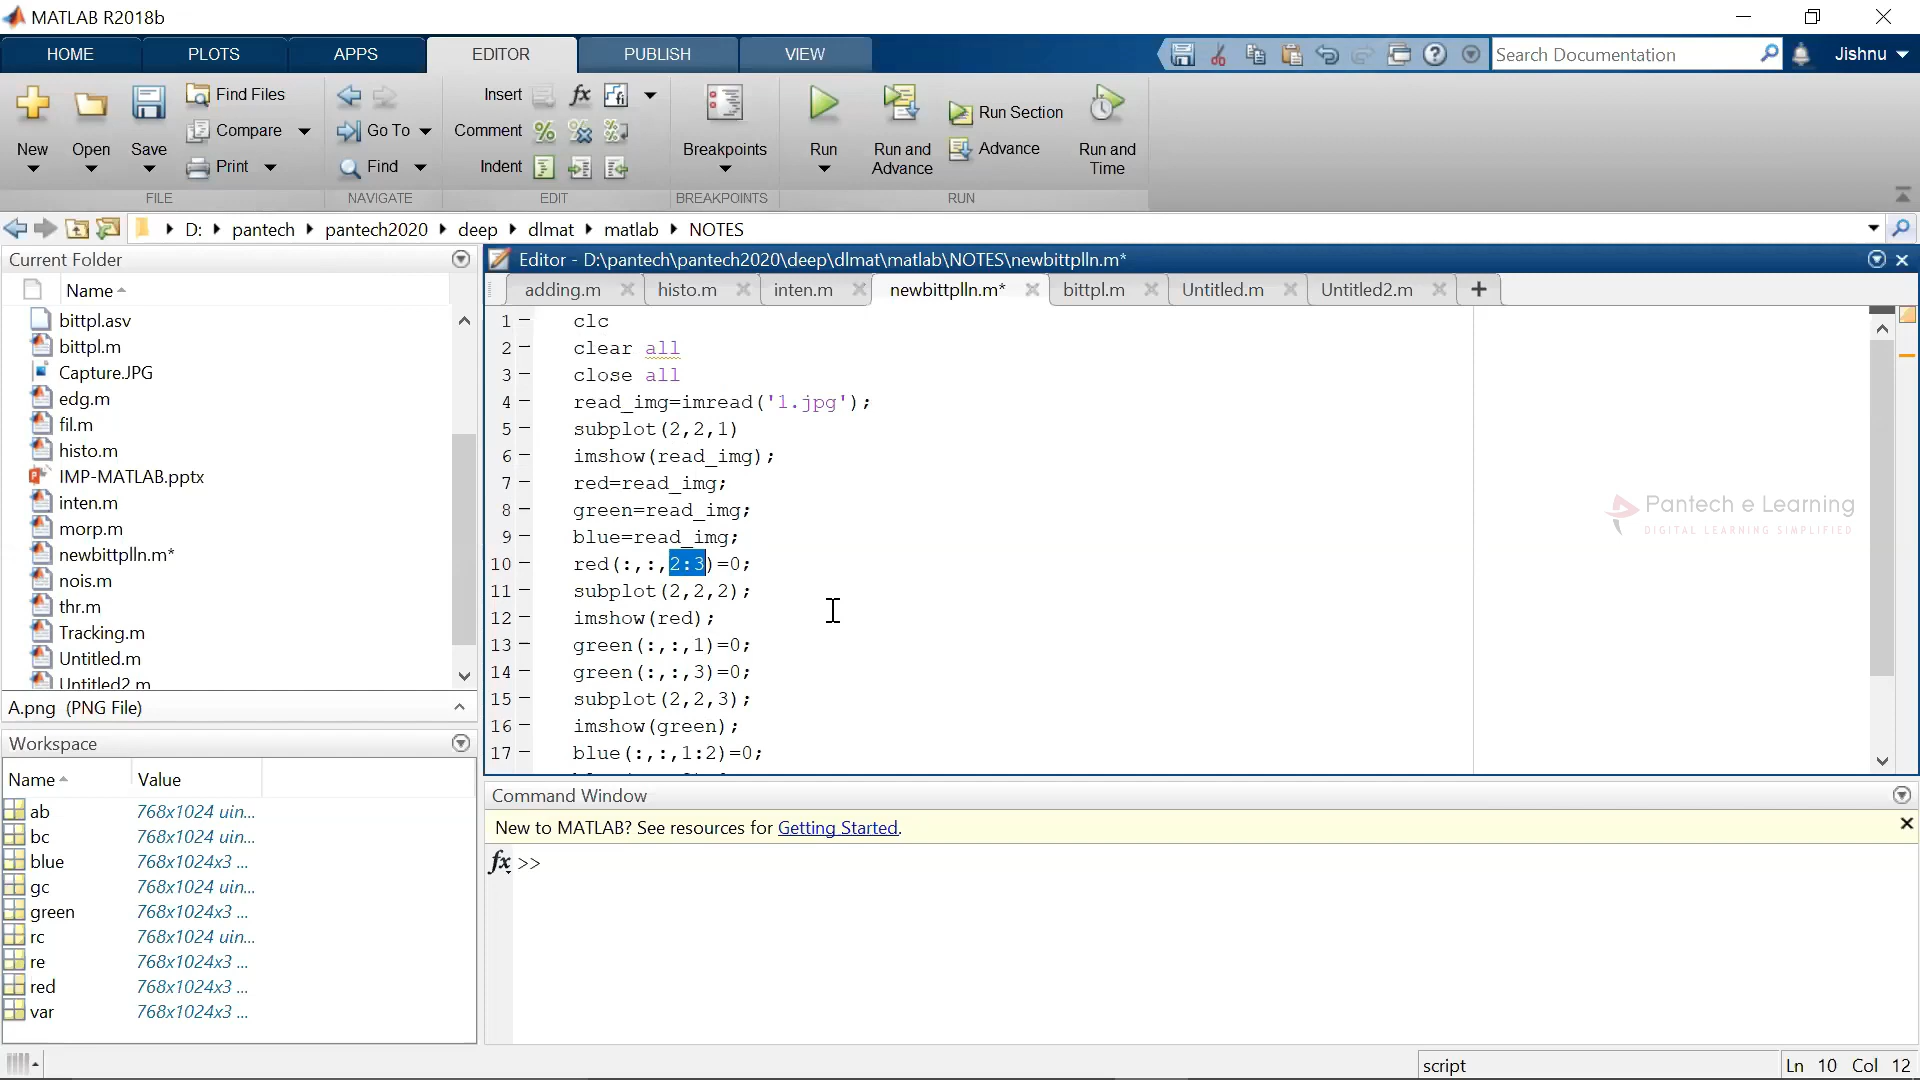 MATLAB R2018b
HOME PLOTS APPS EDITOR PUBLISH VIEW
Search Documentation
Jishnu
New Open Save
Find Files
Compare
Print
FILE
Go To
Find
NAVIGATE
Insert fx fi
Comment
Indent
EDIT
Breakpoints
BREAKPOINTS
Run
Run and Advance
Run Section
Advance
Run and Time
RUN
D: pantech pantech2020 deep dlmat matlab NOTES
Current Folder
Name
bittpl.asv
bittpl.m
Capture.JPG
edg.m
fil.m
histo.m
IMP-MATLAB.pptx
inten.m
morp.m
newbittplln.m*
nois.m
thr.m
Tracking.m
Untitled.m
Untitled2.m
A.png (PNG File)
Workspace
Name Value
ab 768x1024 uin...
bc 768x1024 uin...
blue 768x1024x3 ...
gc 768x1024 uin...
green 768x1024x3 ...
rc 768x1024 uin...
re 768x1024x3 ...
red 768x1024x3 ...
var 768x1024x3 ...
Editor - D:\pantech\pantech2020\deep\dlmat\matlab\NOTES\newbittplln.m*
adding.m histo.m inten.m newbittplln.m* bittpl.m Untitled.m Untitled2.m +
1 - clc
2 - clear all
3 - close all
4 - read_img=imread('1.jpg');
5 - subplot(2,2,1)
6 - imshow(read_img);
7 - red=read_img;
8 - green=read_img;
9 - blue=read_img;
10 - red(:,:,2:3)=0;
11 - subplot(2,2,2);
12 - imshow(red);
13 - green(:,:,1)=0;
14 - green(:,:,3)=0;
15 - subplot(2,2,3);
16 - imshow(green);
17 - blue(:,:,1:2)=0;
Pantech e Learning
DIGITAL LEARNING SIMPLIFIED
Command Window
New to MATLAB? See resources for Getting Started.
fx >>
script
Ln 10 Col 12